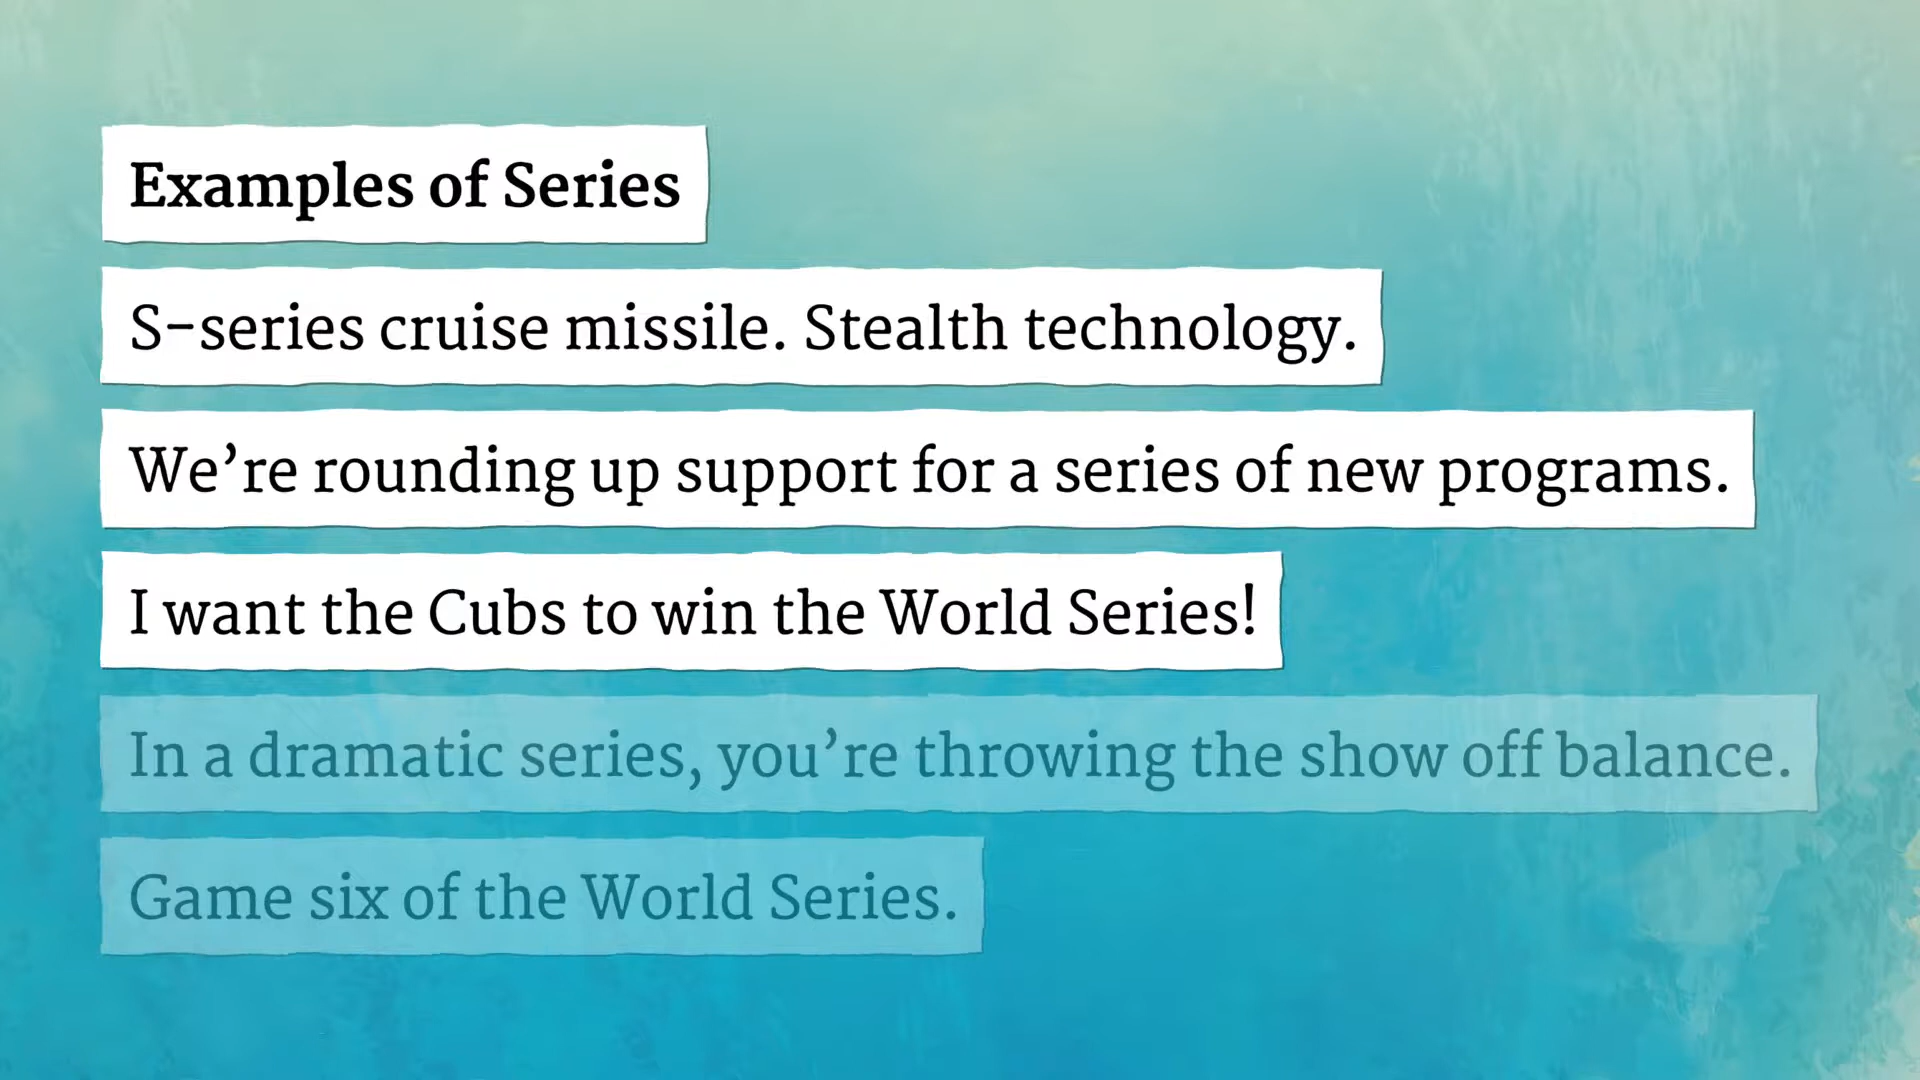 Examples of Series
S-series cruise missile. Stealth technology.
We’re rounding up support for a series of new programs.
I want the Cubs to win the World Series!
In a dramatic series, you’re throwing the show off balance.
Game six of the World Series.